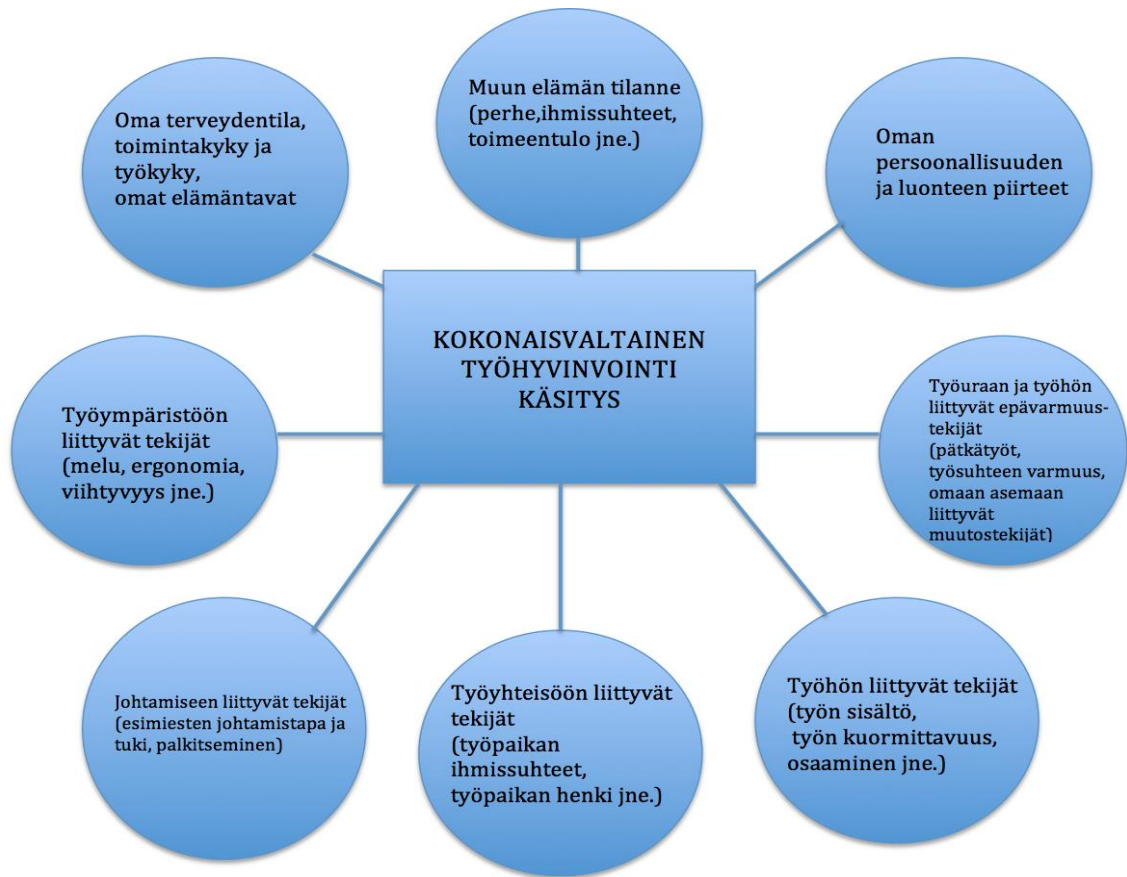 Oma terveydentila,
toimintakyky ja
työkyky,
omat elämäntavat
Muun elämän tilanne
(perhe,ihmissuhteet,
toimeentulo jne.)
Oman
persoonallisuuden
ja luonteen piirteet
KOKONAISVALTAINEN
TYÖHYVINVOINTI
KÄSITYS
Työympäristöön
liittyvät tekijät
(melu, ergonomia,
viihtyvyys jne.)
Työuraan ja työhön
liittyvät epävarmuus-
tekijät
(pätkätyöt,
työsuhteen varmuus,
omaan asemaan
liittyvät
muutostekijät)
Johtamiseen liittyvät tekijät
(esimiesten johtamistapa ja
tuki, palkitseminen)
Työyhteisöön liittyvät
tekijät
(työpaikan
ihmissuhteet,
työpaikan henki jne.)
Työhön liittyvät tekijät
(työn sisältö,
työn kuormittavuus,
osaaminen jne.)